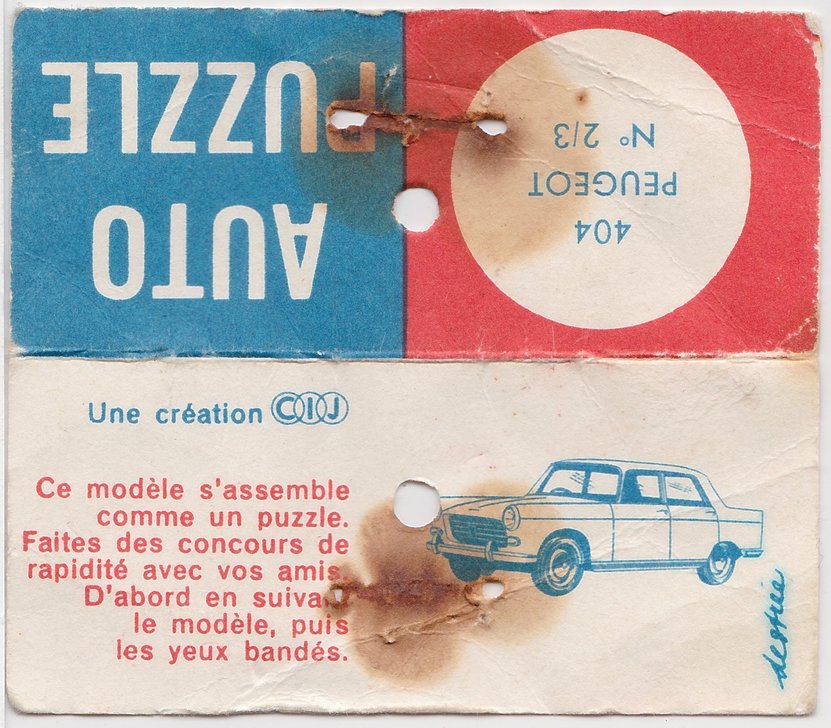 AUTO
PUZZLE
404
PEUGEOT
N° 2/3
Une création CIJ
Ce modèle s'assemble
comme un puzzle.
Faites des concours de
rapidité avec vos amis.
D'abord en suivant
le modèle, puis
les yeux bandés.